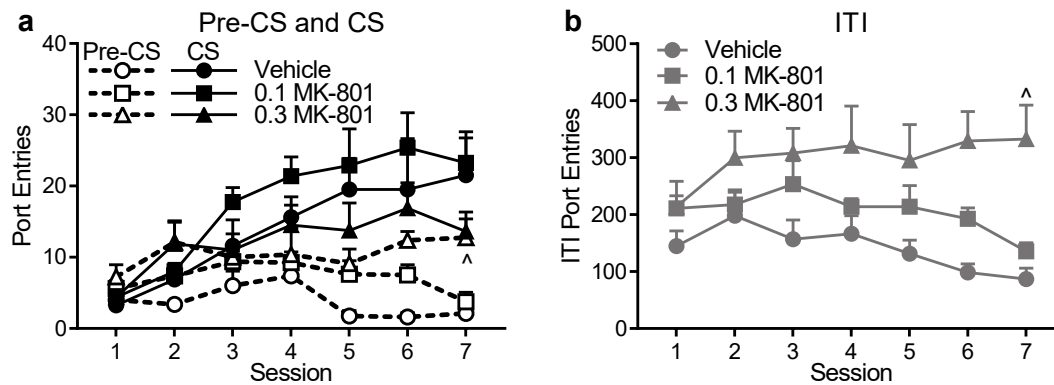 a Pre-CS and CS
Pre-CS CS
Vehicle
0.1 MK-801
0.3 MK-801
40
30
20
10
0
Port Entries
^
1 2 3 4 5 6 7
Session
b ITI
Vehicle
0.1 MK-801
0.3 MK-801
500
400
300
200
100
0
ITI Port Entries
^
1 2 3 4 5 6 7
Session